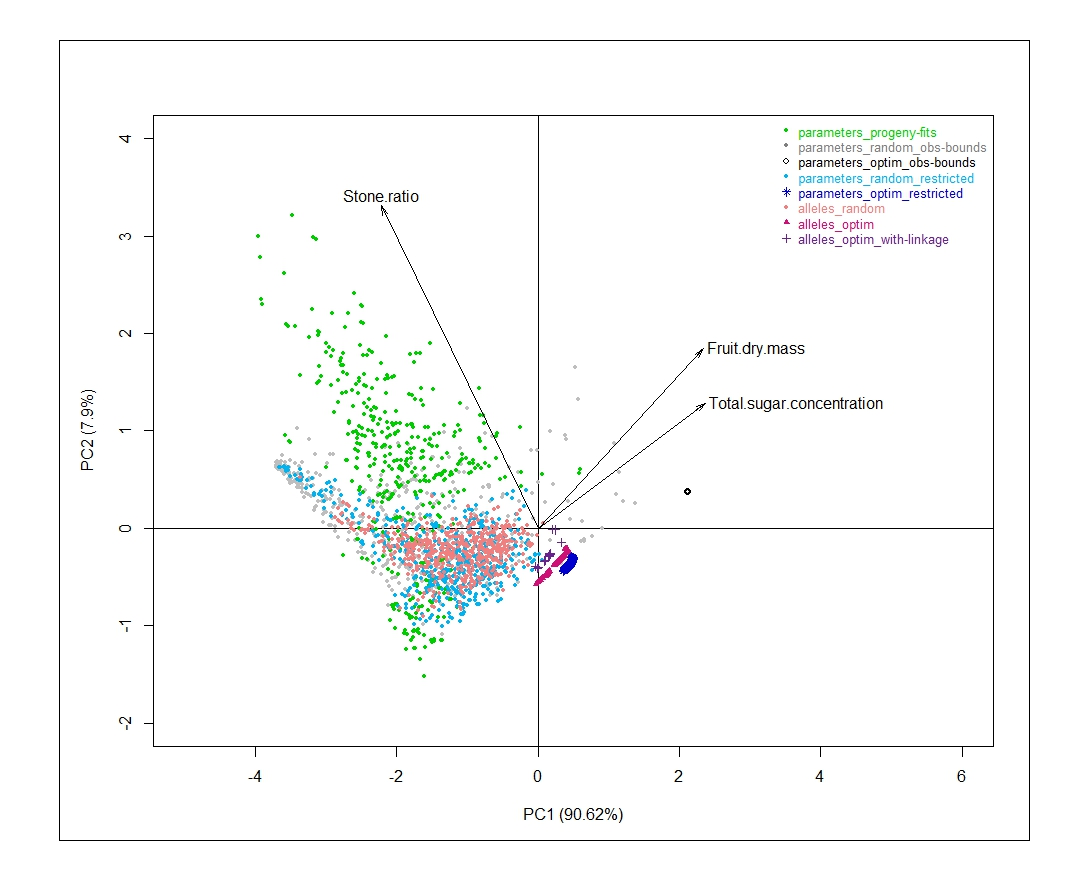 parameters_progeny-fits
parameters_random_obs-bounds
parameters_optim_obs-bounds
parameters_random_restricted
parameters_optim_restricted
alleles_random
alleles_optim
alleles_optim_with-linkage
Stone.ratio
Fruit.dry.mass
Total.sugar.concentration
PC2 (7.9%)
4
3
2
1
0
-1
-2
-4
-2
0
2
4
6
PC1 (90.62%)